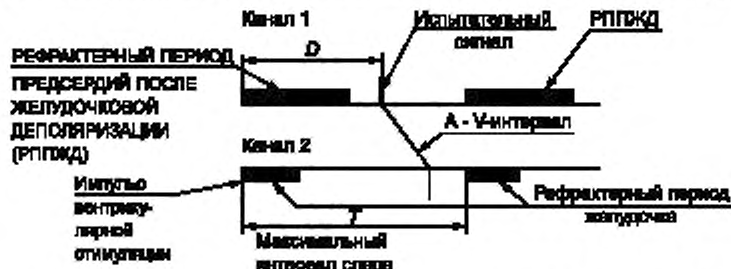 Канал 1
Испытательный
сигнал
РППЖД
D
РЕФРАКТЕРНЫЙ ПЕРИОД
ПРЕДСЕРДИЙ ПОСЛЕ
ЖЕЛУДОЧКОВОЙ
ДЕПОЛЯРИЗАЦИИ
(РППЖД)
A - V-интервал
Канал 2
Импульс
вентрику-
лярной
стимуляции
T
Рефрактерный период
желудочка
Максимальный
интервал следо